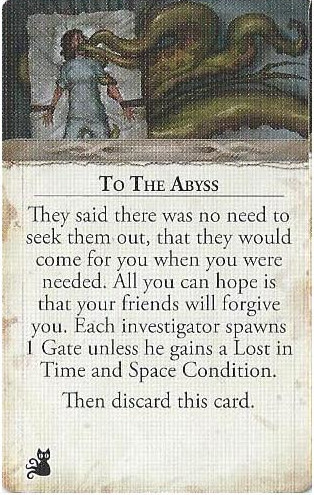 To The Abyss
They said there was no need to
seek them out, that they would
come for you when you were
needed. All you can hope is
that your friends will forgive
you. Each investigator spawns
1 Gate unless he gains a Lost in
Time and Space Condition.
Then discard this card.